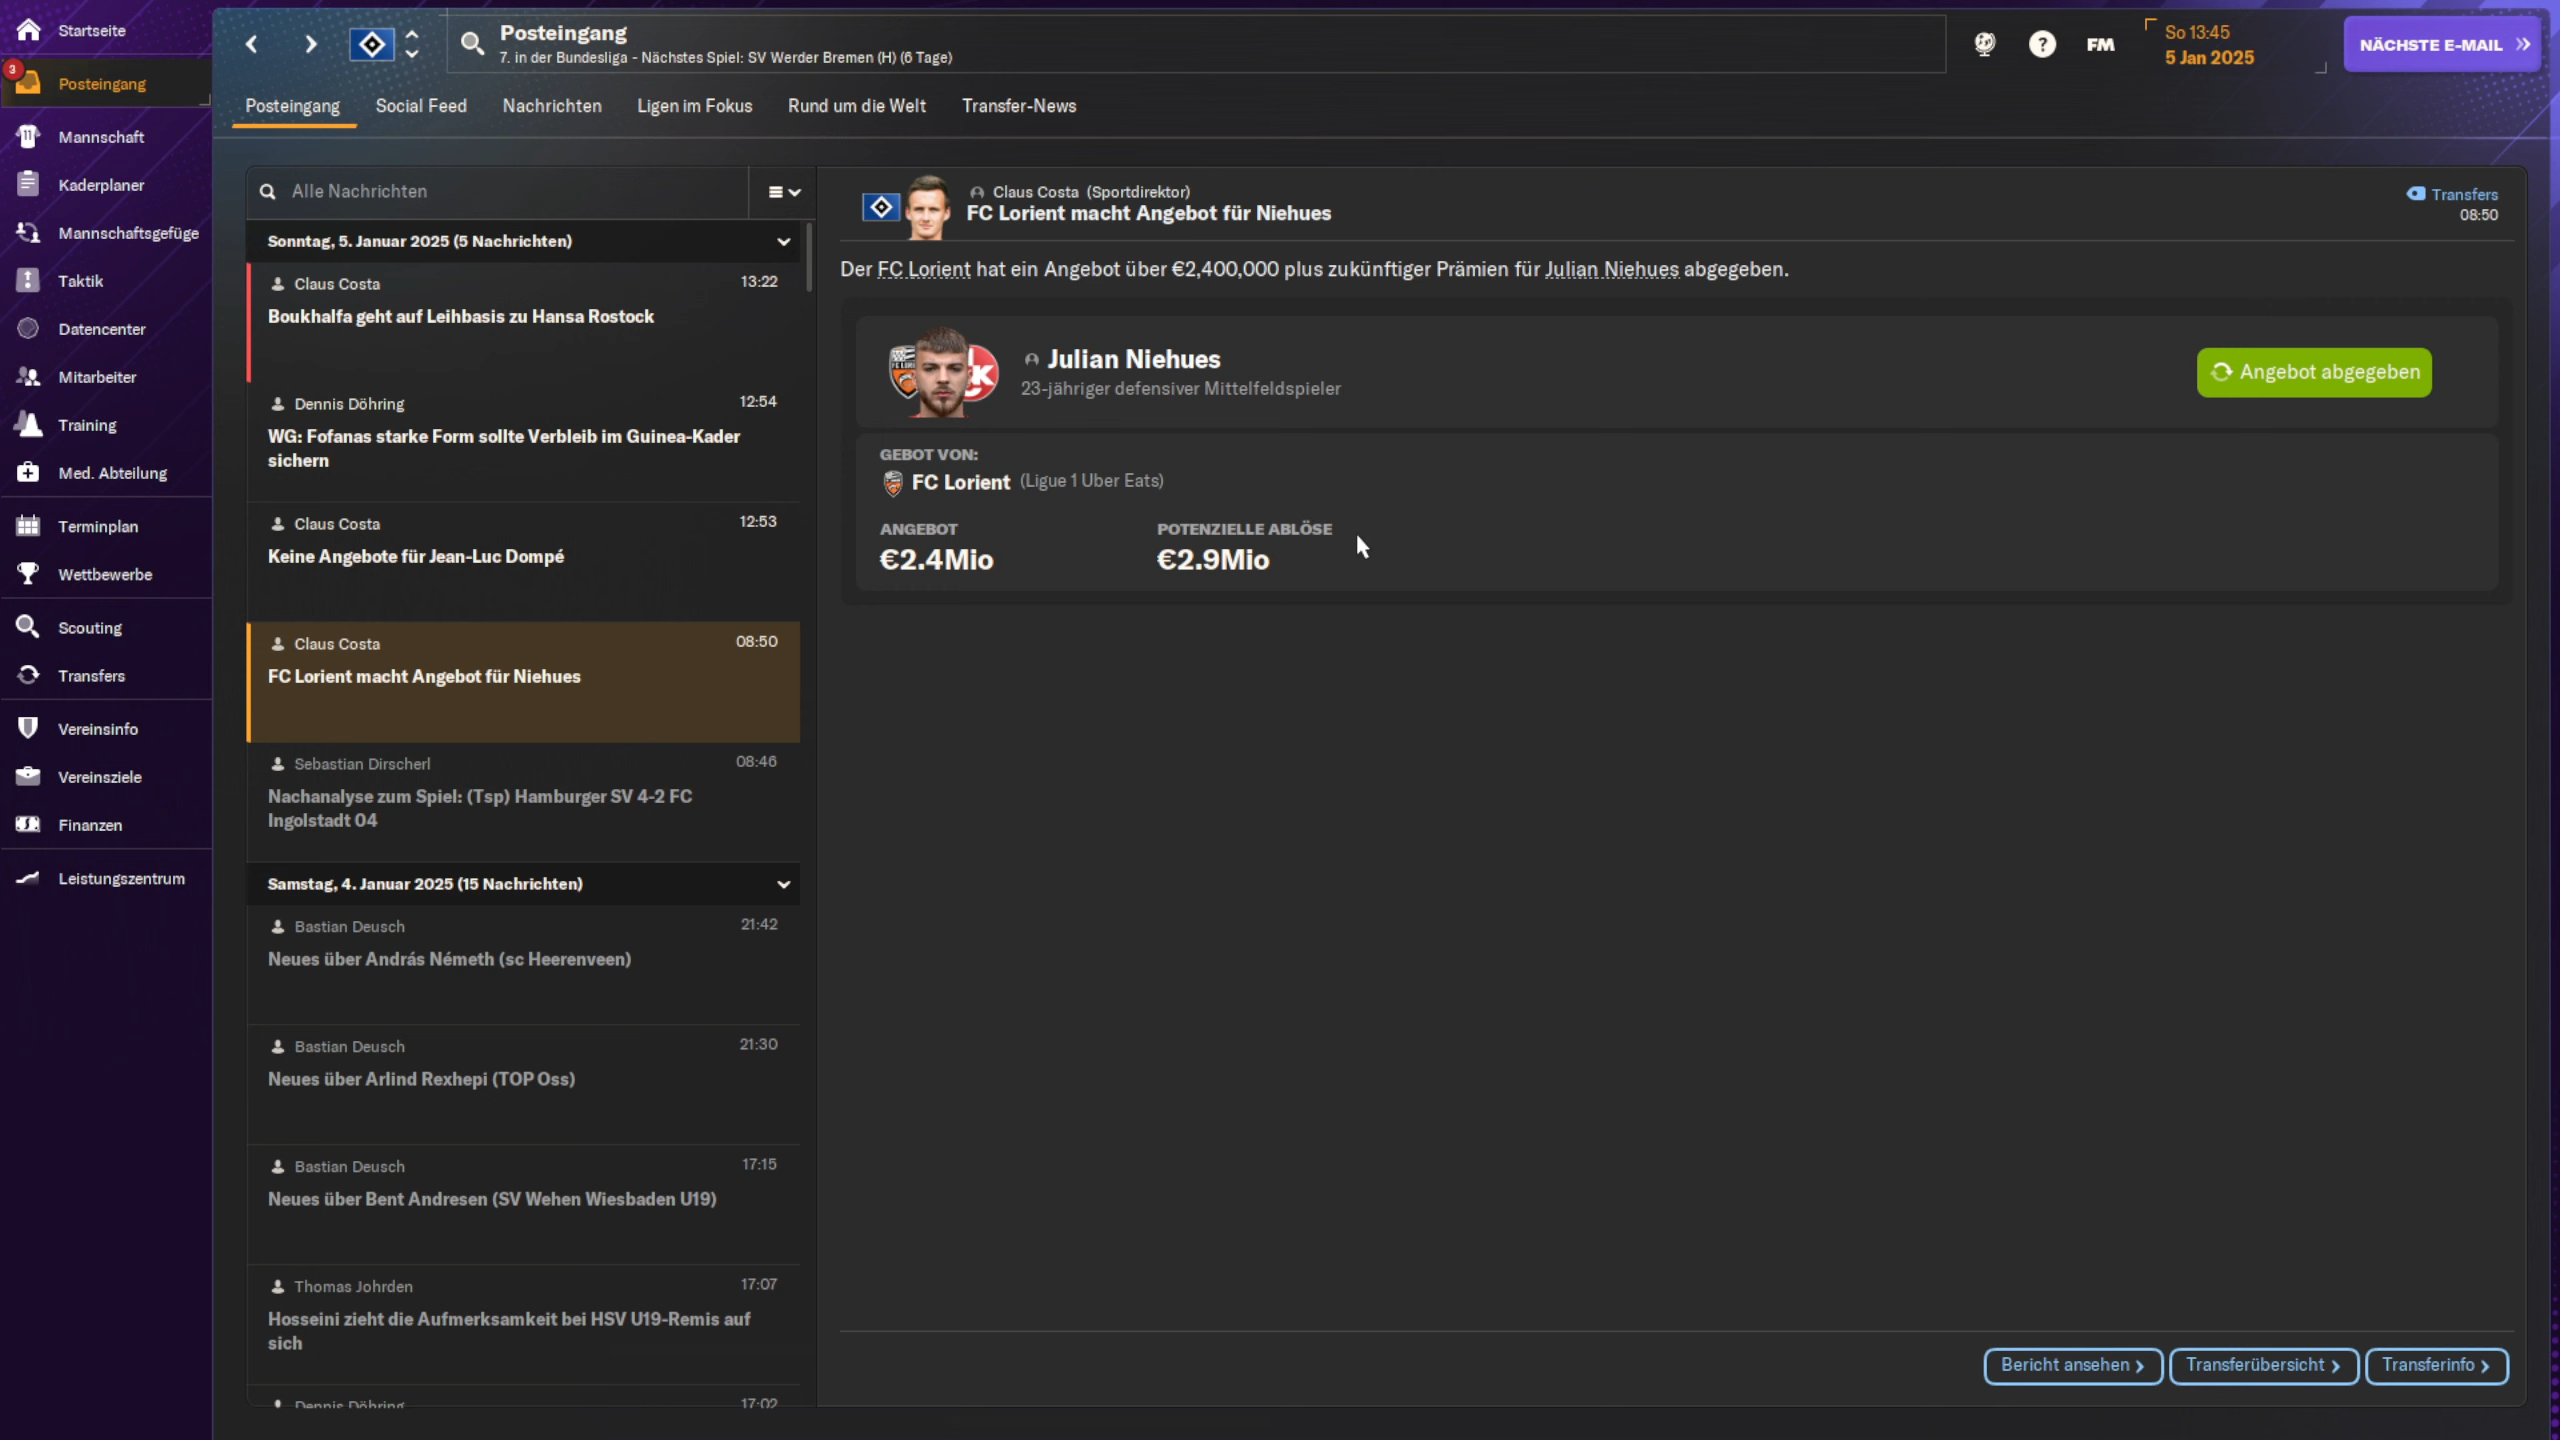 Startseite
3
Posteingang
Mannschaft
Kaderplaner
Mannschaftsgefüge
Taktik
Datencenter
Mitarbeiter
Training
Med. Abteilung
Terminplan
Wettbewerbe
Scouting
Transfers
Vereinsinfo
Vereinsziele
Finanzen
Leistungszentrum
Posteingang
7. in der Bundesliga - Nächstes Spiel: SV Werder Bremen (H) (6 Tage)
FM
So 13:45
5 Jan 2025
NÄCHSTE E-MAIL
Posteingang Social Feed Nachrichten Ligen im Fokus Rund um die Welt Transfer-News
Alle Nachrichten
Sonntag, 5. Januar 2025 (5 Nachrichten)
Claus Costa 13:22
Boukhalfa geht auf Leihbasis zu Hansa Rostock
Dennis Döhring 12:54
WG: Fofanas starke Form sollte Verbleib im Guinea-Kader
sichern
Claus Costa 12:53
Keine Angebote für Jean-Luc Dompé
Claus Costa 08:50
FC Lorient macht Angebot für Niehues
Sebastian Dirscherl 08:46
Nachanalyse zum Spiel: (Tsp) Hamburger SV 4-2 FC
Ingolstadt 04
Samstag, 4. Januar 2025 (15 Nachrichten)
Bastian Deusch 21:42
Neues über András Németh (sc Heerenveen)
Bastian Deusch 21:30
Neues über Arlind Rexhepi (TOP Oss)
Bastian Deusch 17:15
Neues über Bent Andresen (SV Wehen Wiesbaden U19)
Thomas Johrden 17:07
Hosseini zieht die Aufmerksamkeit bei HSV U19-Remis auf
sich
Dennis Döhring 17:02
Claus Costa (Sportdirektor)
FC Lorient macht Angebot für Niehues
Transfers
08:50
Der FC Lorient hat ein Angebot über €2,400,000 plus zukünftiger Prämien für Julian Niehues abgegeben.
Julian Niehues
23-jähriger defensiver Mittelfeldspieler
Angebot abgegeben
GEBOT VON:
FC Lorient (Ligue 1 Uber Eats)
ANGEBOT POTENZIELLE ABLÖSE
€2.4Mio €2.9Mio
Bericht ansehen Transferübersicht Transferinfo